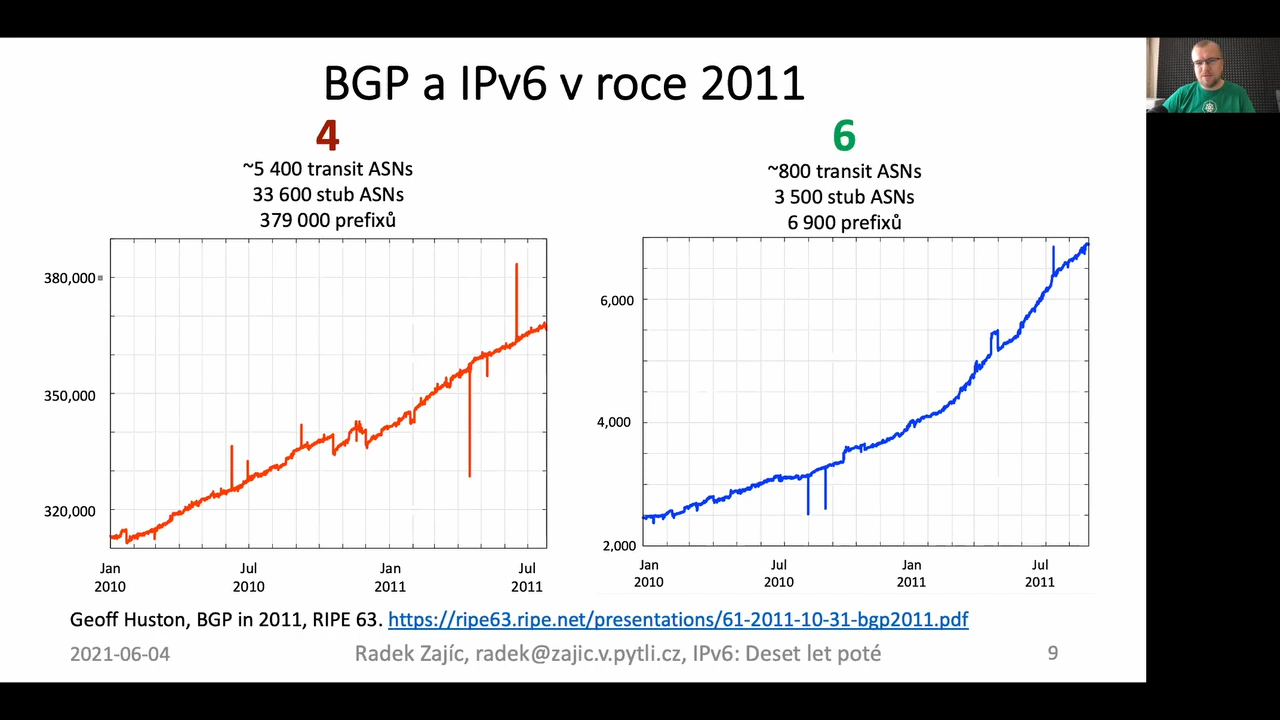 BGP a IPv6 v roce 2011
4
~5 400 transit ASNs
33 600 stub ASNs
379 000 prefixů
380,000
350,000
320,000
Jan 2010
Jul 2010
Jan 2011
Jul 2011
6
~800 transit ASNs
3 500 stub ASNs
6 900 prefixů
6,000
4,000
2,000
Jan 2010
Jul 2010
Jan 2011
Jul 2011
Geoff Huston, BGP in 2011, RIPE 63. https://ripe63.ripe.net/presentations/61-2011-10-31-bgp2011.pdf
2021-06-04
Radek Zajíc, radek@zajic.v.pytli.cz, IPv6: Deset let poté
9